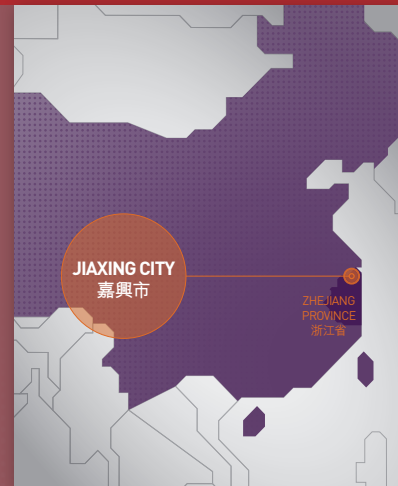 JIAXING CITY
嘉興市
ZHEJIANG
PROVINCE
浙江省